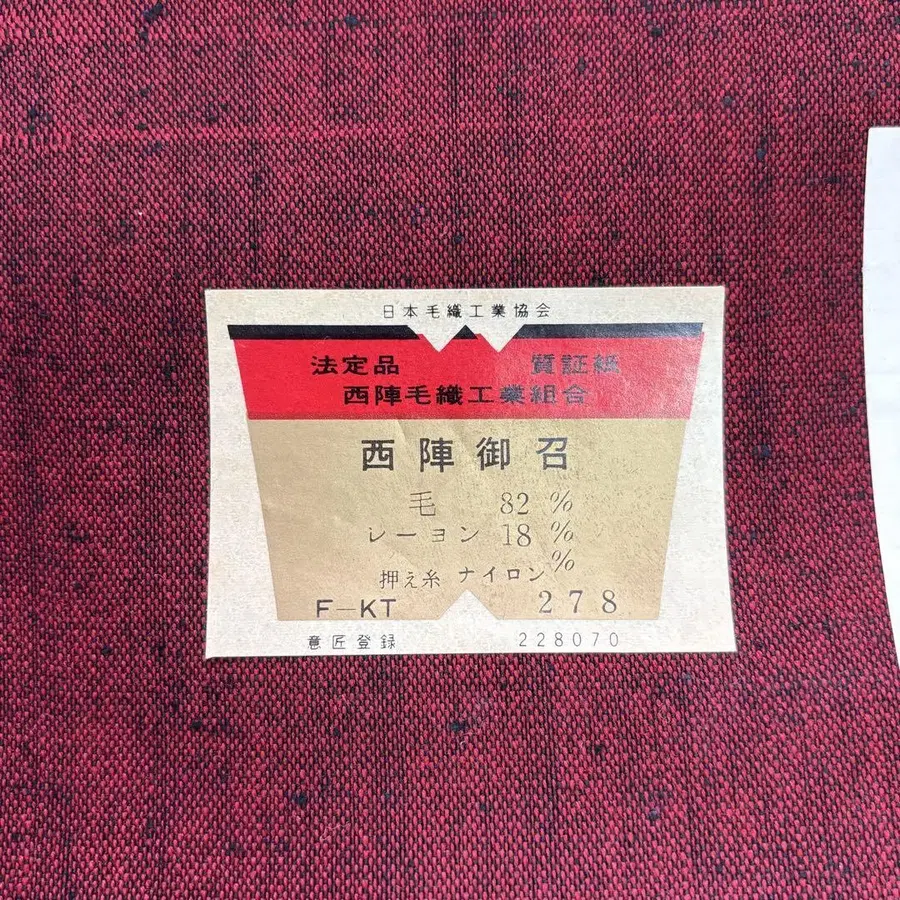 日本毛織工業協会
法定品 質証紙
西陣毛織工業組合
西陣御召
毛 82 %
レーヨン 18 %
%
押え糸 ナイロン
F-KT 278
意匠登録 228070